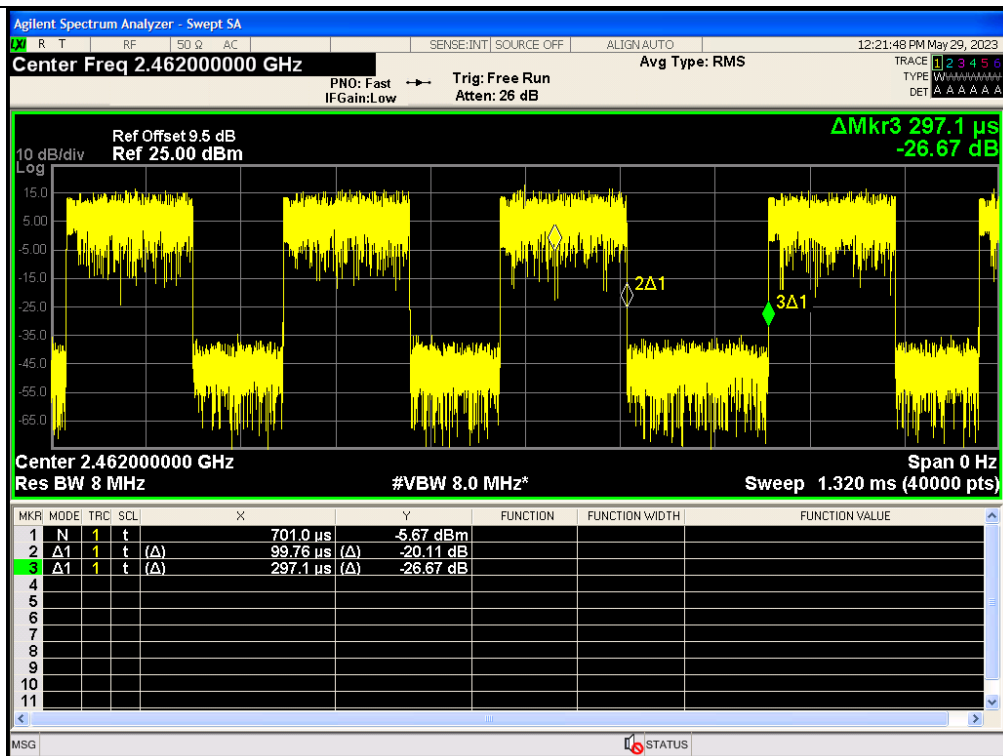 Agilent Spectrum Analyzer - Swept SA
LXI R T RF 50 Ω AC SENSE:INT SOURCE OFF ALIGN AUTO 12:21:48 PM May 29, 2023
Center Freq 2.462000000 GHz
PNO: Fast
IFGain:Low
Trig: Free Run
Atten: 26 dB
Avg Type: RMS
TRACE 1 2 3 4 5 6
TYPE
DET A A A A A A
ΔMkr3 297.1 µs
-26.67 dB
Ref Offset 9.5 dB
10 dB/div Ref 25.00 dBm
Log
15.0
5.00
-5.00
-15.0
-25.0
-35.0
-45.0
-55.0
-65.0
2Δ1
3Δ1
Center 2.462000000 GHz Span 0 Hz
Res BW 8 MHz #VBW 8.0 MHz* Sweep 1.320 ms (40000 pts)
MKR MODE TRC SCL X Y FUNCTION FUNCTION WIDTH FUNCTION VALUE
1 N 1 t 701.0 µs -5.67 dBm
2 Δ1 1 t (Δ) 99.76 µs (Δ) -20.11 dB
3 Δ1 1 t (Δ) 297.1 µs (Δ) -26.67 dB
4
5
6
7
8
9
10
11
MSG STATUS